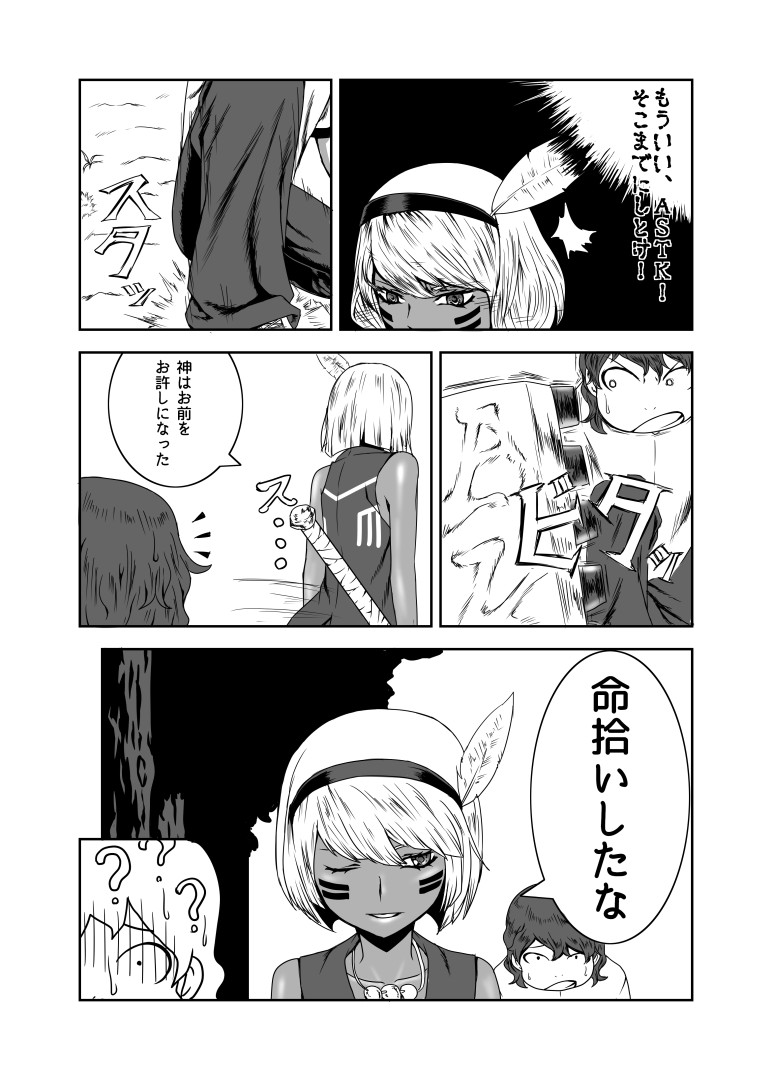 もういい、ASTK！
そこまでにしとけ！
スタッ
ビタッ
神はお前を
お許しになった
ス…
命拾いしたな
？
？
？